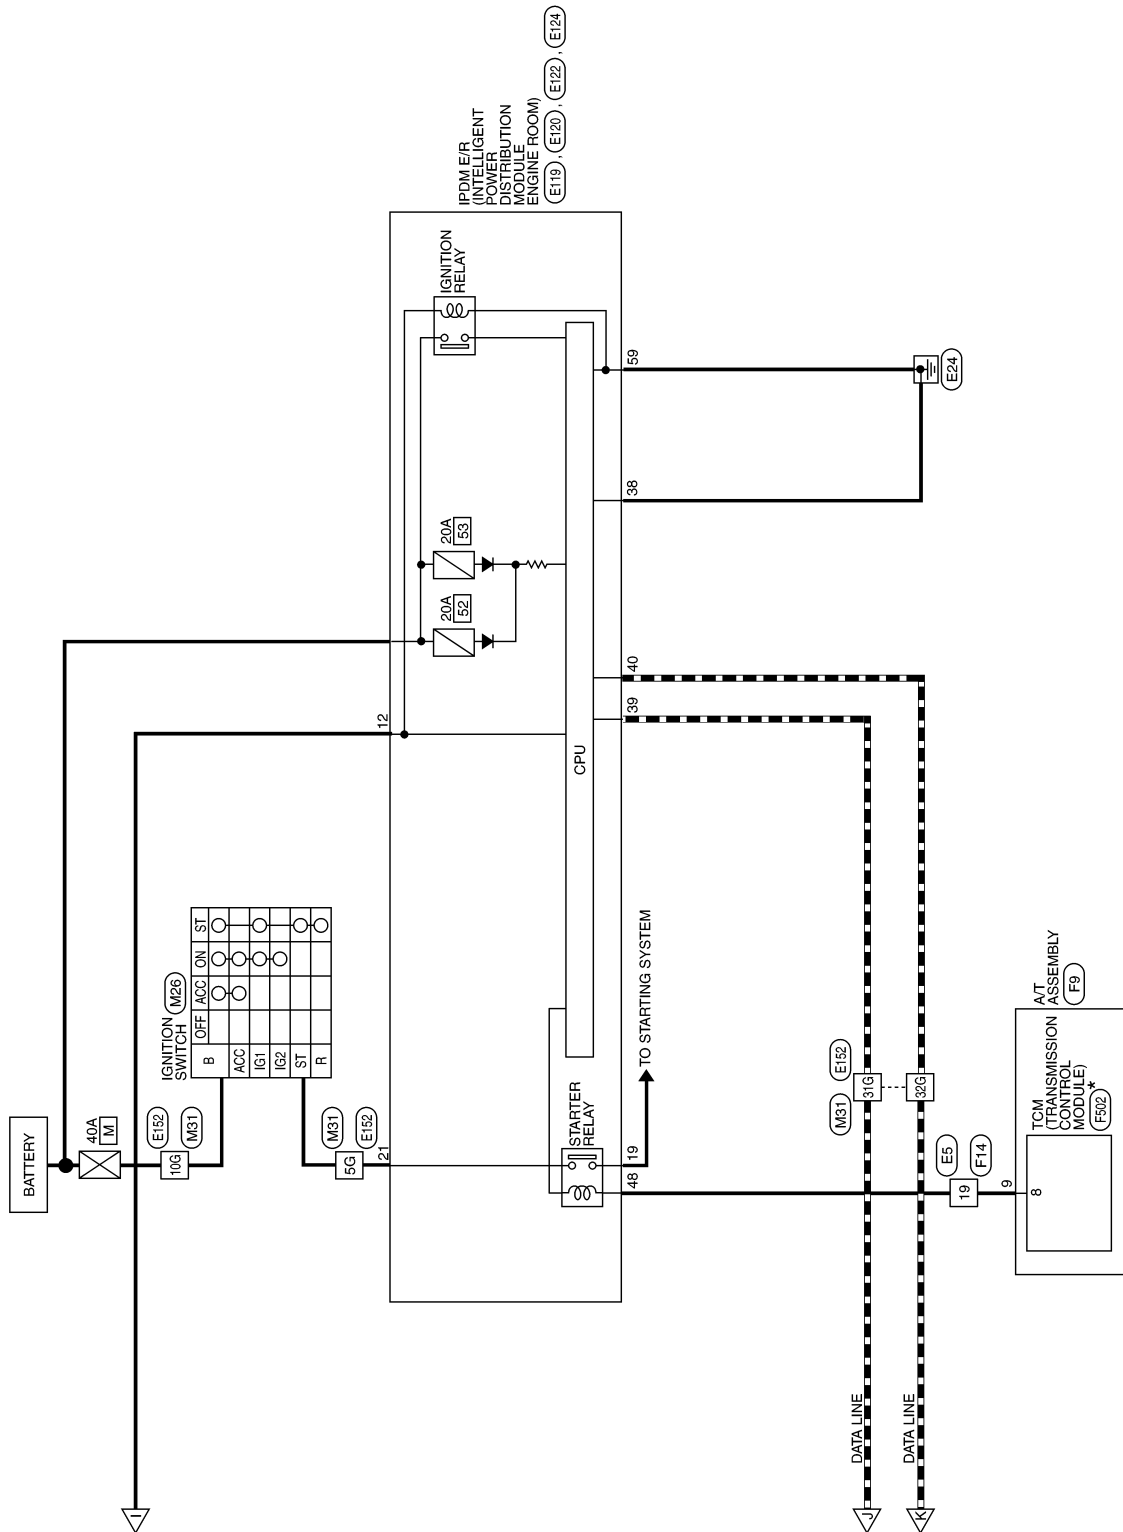 BATTERY
40A
M
E152
10G
M31
IGNITION
SWITCH
M26
OFF ACC ON ST
B
ACC
IG1
IG2
ST
R
M31
5G
E152
21
12
IPDM E/R
(INTELLIGENT
POWER
DISTRIBUTION
MODULE
ENGINE ROOM)
E119 , E120 , E122 , E124
IGNITION
RELAY
20A
52
20A
53
CPU
STARTER
RELAY
48
19
39
40
38
59
TO STARTING SYSTEM
E24
M31
31G
E152
32G
E5
19
F14
9
8
TCM
(TRANSMISSION
CONTROL
MODULE)
F502
*
A/T
ASSEMBLY
F9
DATA LINE
DATA LINE
I
J
K